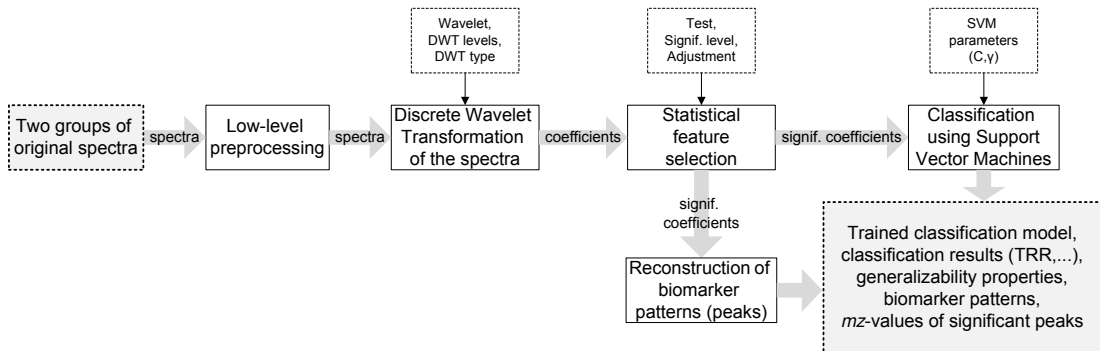 Wavelet,
DWT levels,
DWT type
Test,
Signif. level,
Adjustment
SVM
parameters
(C,γ)
Two groups of
original spectra
spectra
Low-level
preprocessing
spectra
Discrete Wavelet
Transformation
of the spectra
coefficients
Statistical
feature
selection
signif. coefficients
Classification
using Support
Vector Machines
signif.
coefficients
Reconstruction of
biomarker
patterns (peaks)
Trained classification model,
classification results (TRR,...),
generalizability properties,
biomarker patterns,
mz-values of significant peaks